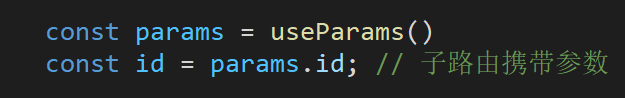 const params = useParams()
const id = params.id; // 子路由携带参数